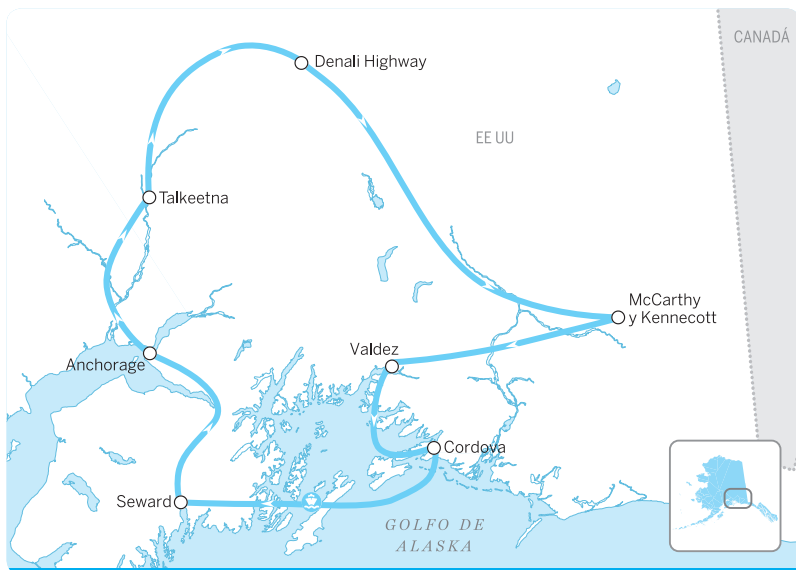 CANADÁ
Denali Highway
EE UU
Talkeetna
McCarthy
y Kennecott
Valdez
Anchorage
Cordova
Seward
GOLFO DE
ALASKA